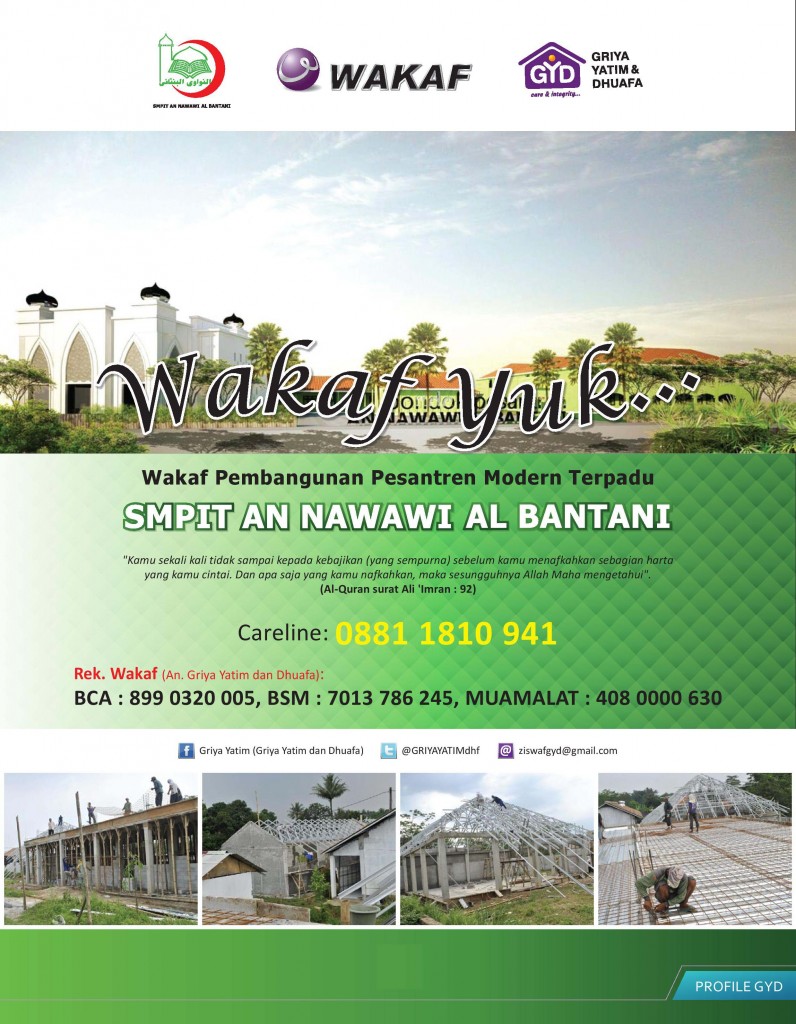 النواوي البنتاني
SMPIT AN NAWAWI AL BANTANI
WAKAF
GYD
care & integrity...
GRIYA
YATIM &
DHUAFA
Wakaf Yuk...
NAWAWI
Wakaf Pembangunan Pesantren Modern Terpadu
SMPIT AN NAWAWI AL BANTANI
"Kamu sekali kali tidak sampai kepada kebajikan (yang sempurna) sebelum kamu menafkahkan sebagian harta
yang kamu cintai. Dan apa saja yang kamu nafkahkan, maka sesungguhnya Allah Maha mengetahui".
(Al-Quran surat Ali 'Imran : 92)
Careline: 0881 1810 941
Rek. Wakaf (An. Griya Yatim dan Dhuafa):
BCA : 899 0320 005, BSM : 7013 786 245, MUAMALAT : 408 0000 630
f Griya Yatim (Griya Yatim dan Dhuafa) t @GRIYAYATIMdhf @ ziswafgyd@gmail.com
PROFILE GYD